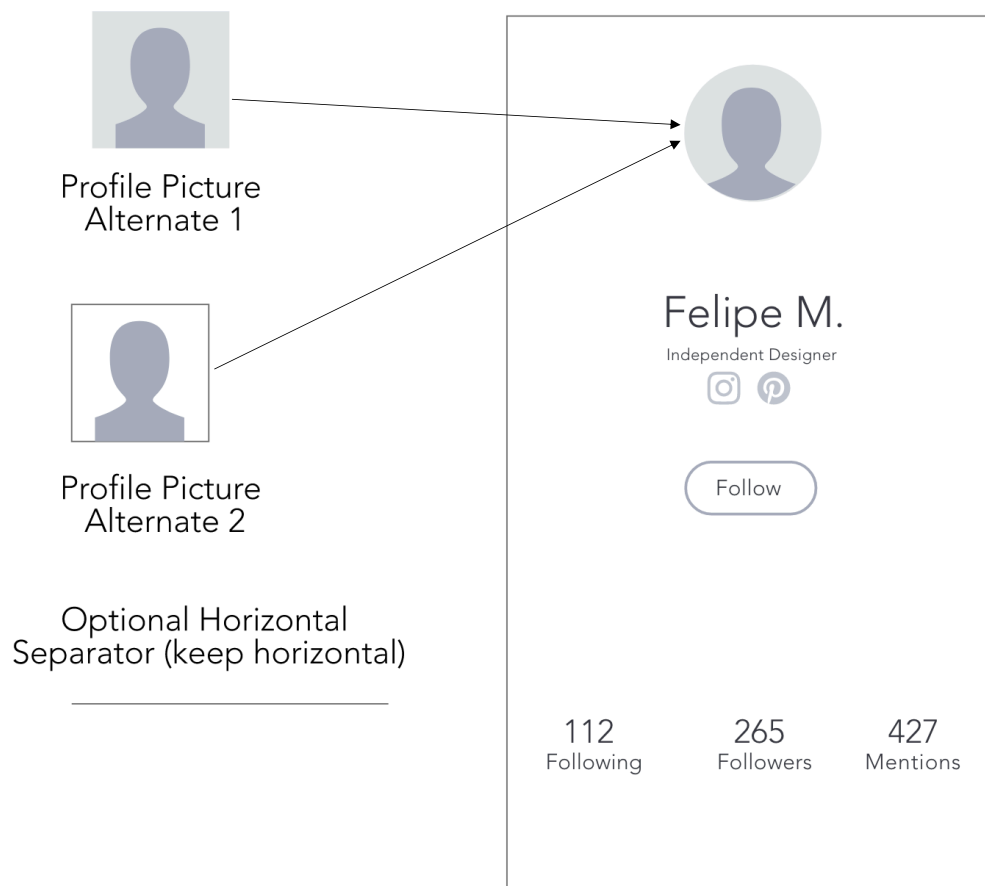 Profile Picture
Alternate 1
Profile Picture
Alternate 2
Optional Horizontal
Separator (keep horizontal)
Felipe M.
Independent Designer
Follow
112
Following
265
Followers
427
Mentions